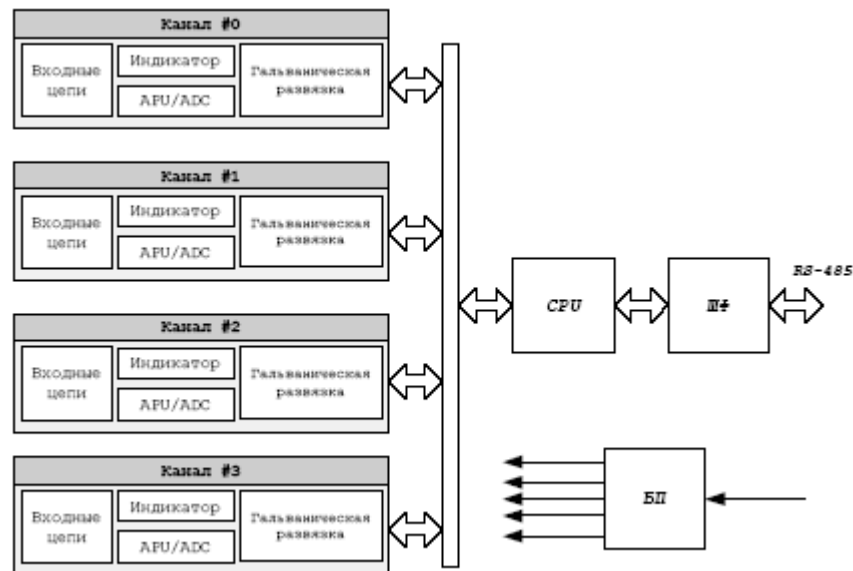 Канал #0
Входные
цепи
Индикатор
APU/ADC
Гальваническая
развязка
Канал #1
Входные
цепи
Индикатор
APU/ADC
Гальваническая
развязка
RS-485
CPU
ШФ
Канал #2
Входные
цепи
Индикатор
APU/ADC
Гальваническая
развязка
Канал #3
Входные
цепи
Индикатор
APU/ADC
Гальваническая
развязка
БП